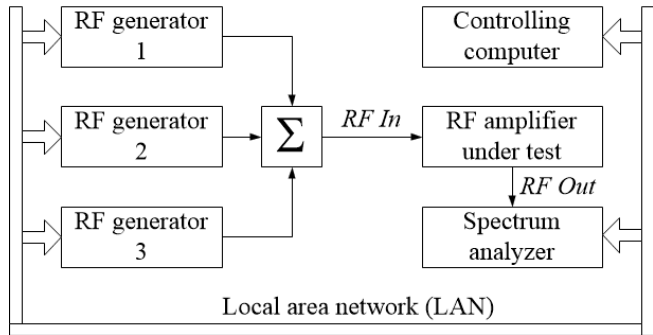 RF generator
1
Controlling
computer
RF generator
2
Σ
RF In
RF amplifier
under test
RF Out
RF generator
3
Spectrum
analyzer
Local area network (LAN)